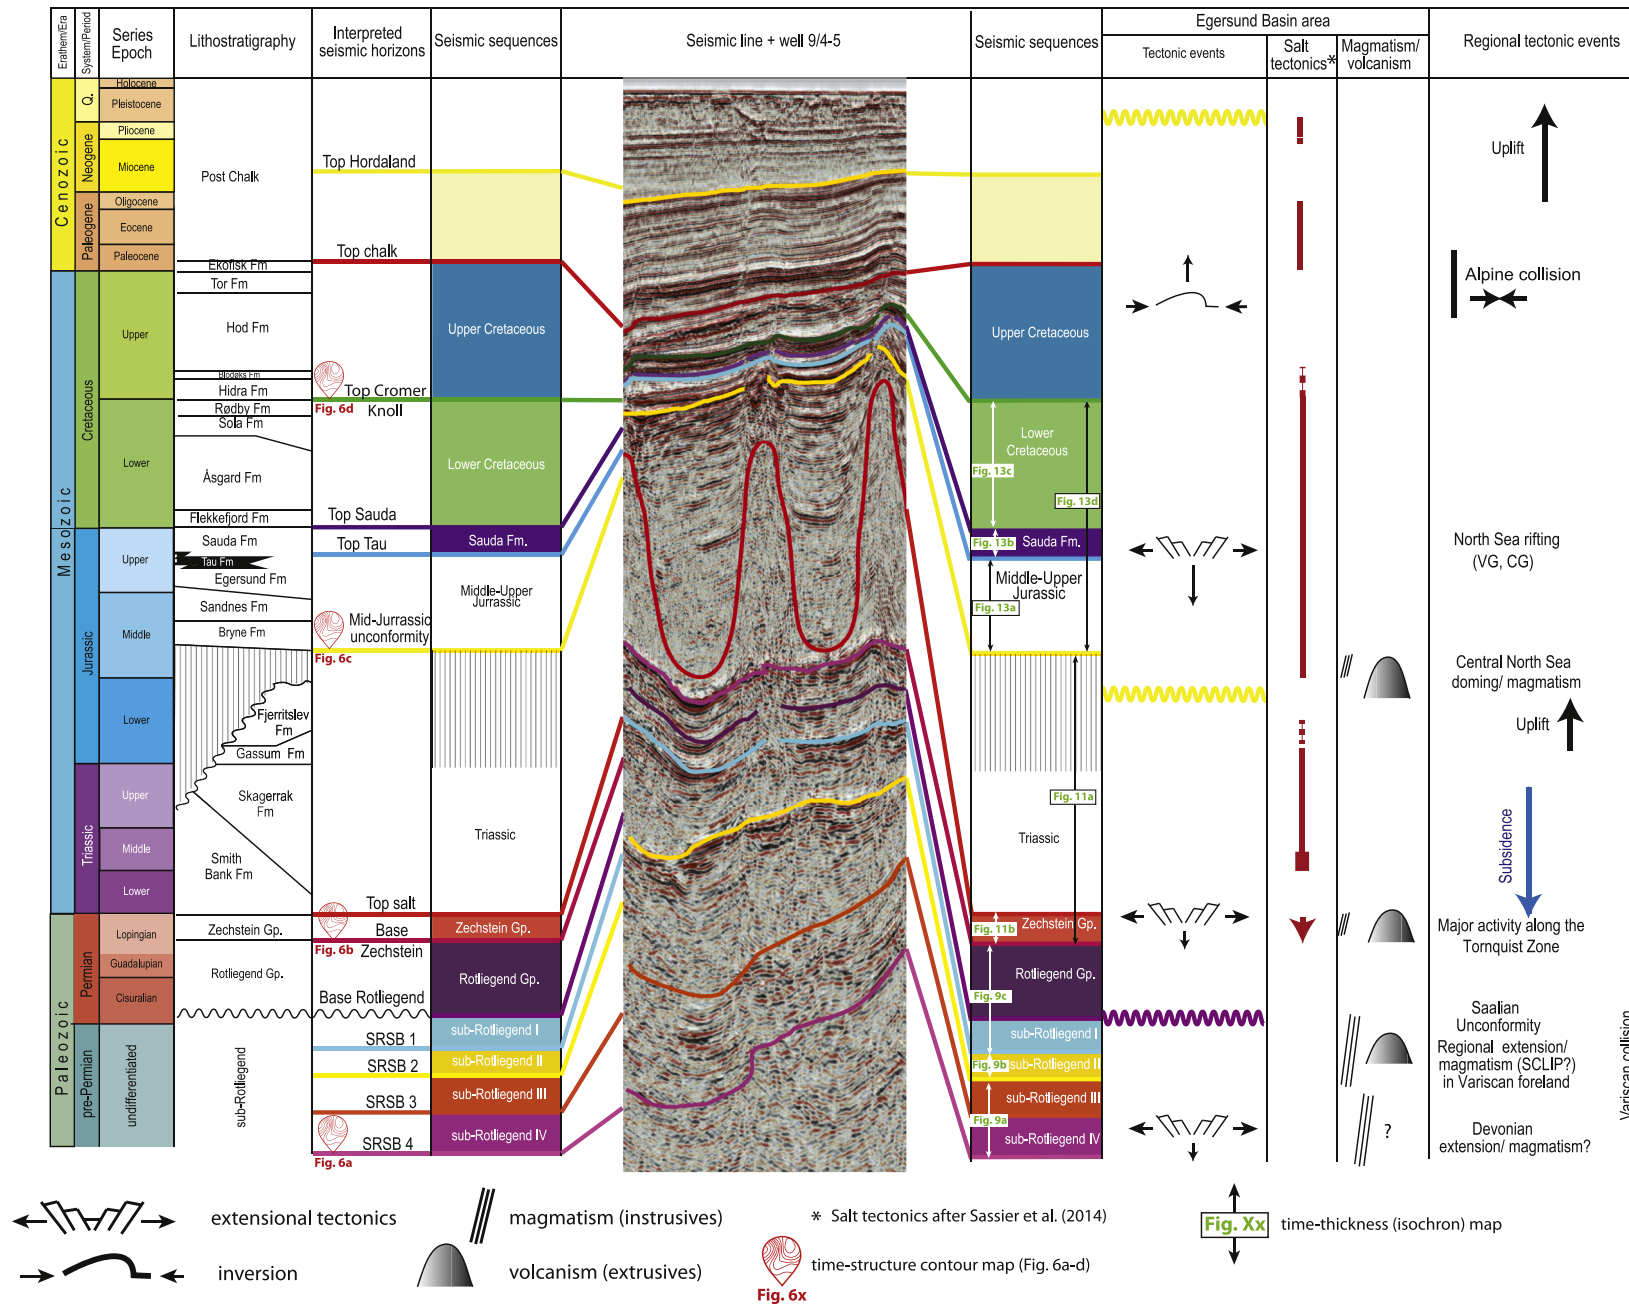 Erathem/Era
System/Period
Series
Epoch
Lithostratigraphy
Interpreted
seismic horizons
Seismic sequences
Seismic line + well 9/4-5
Seismic sequences
Egersund Basin area
Tectonic events
Salt
tectonics*
Magmatism/
volcanism
Regional tectonic events
Cenozoic
Mesozoic
Paleozoic
Q.
Neogene
Paleogene
Cretaceous
Jurassic
Triassic
Permian
pre-Permian
Holocene
Pleistocene
Pliocene
Miocene
Oligocene
Eocene
Paleocene
Upper
Lower
Upper
Middle
Lower
Upper
Middle
Lower
Lopingian
Guadalupian
Cisuralian
undifferentiated
Post Chalk
Ekofisk Fm
Tor Fm
Hod Fm
Blodøks Fm
Hidra Fm
Rødby Fm
Sola Fm
Åsgard Fm
Flekkefjord Fm
Sauda Fm
Tau Fm
Egersund Fm
Sandnes Fm
Bryne Fm
Fjerritslev
Fm
Gassum Fm
Skagerrak
Fm
Smith
Bank Fm
Zechstein Gp.
Rotliegend Gp.
sub-Rotliegend
Top Hordaland
Top chalk
Top Cromer
Knoll
Fig. 6d
Top Sauda
Top Tau
Mid-Jurrassic
unconformity
Fig. 6c
Top salt
Base
Zechstein
Fig. 6b
Base Rotliegend
SRSB 1
SRSB 2
SRSB 3
SRSB 4
Fig. 6a
Upper Cretaceous
Lower Cretaceous
Sauda Fm.
Middle-Upper
Jurrassic
Triassic
Zechstein Gp.
Rotliegend Gp.
sub-Rotliegend I
sub-Rotliegend II
sub-Rotliegend III
sub-Rotliegend IV
Upper Cretaceous
Lower
Cretaceous
Fig. 13c
Fig. 13d
Sauda Fm.
Fig. 13b
Middle-Upper
Jurassic
Fig. 13a
Fig. 11a
Triassic
Zechstein Gp.
Fig. 11b
Rotliegend Gp.
Fig. 9c
sub-Rotliegend I
sub-Rotliegend II
Fig. 9b
sub-Rotliegend III
Fig. 9a
sub-Rotliegend IV
?
Uplift
Alpine collision
North Sea rifting
(VG, CG)
Central North Sea
doming/ magmatism
Uplift
Subsidence
Major activity along the
Tornquist Zone
Saalian
Unconformity
Regional extension/
magmatism (SCLIP?)
in Variscan foreland
Devonian
extension/ magmatism?
Variscan collision
extensional tectonics
inversion
magmatism (instrusives)
volcanism (extrusives)
* Salt tectonics after Sassier et al. (2014)
time-structure contour map (Fig. 6a-d)
Fig. 6x
Fig. Xx
time-thickness (isochron) map